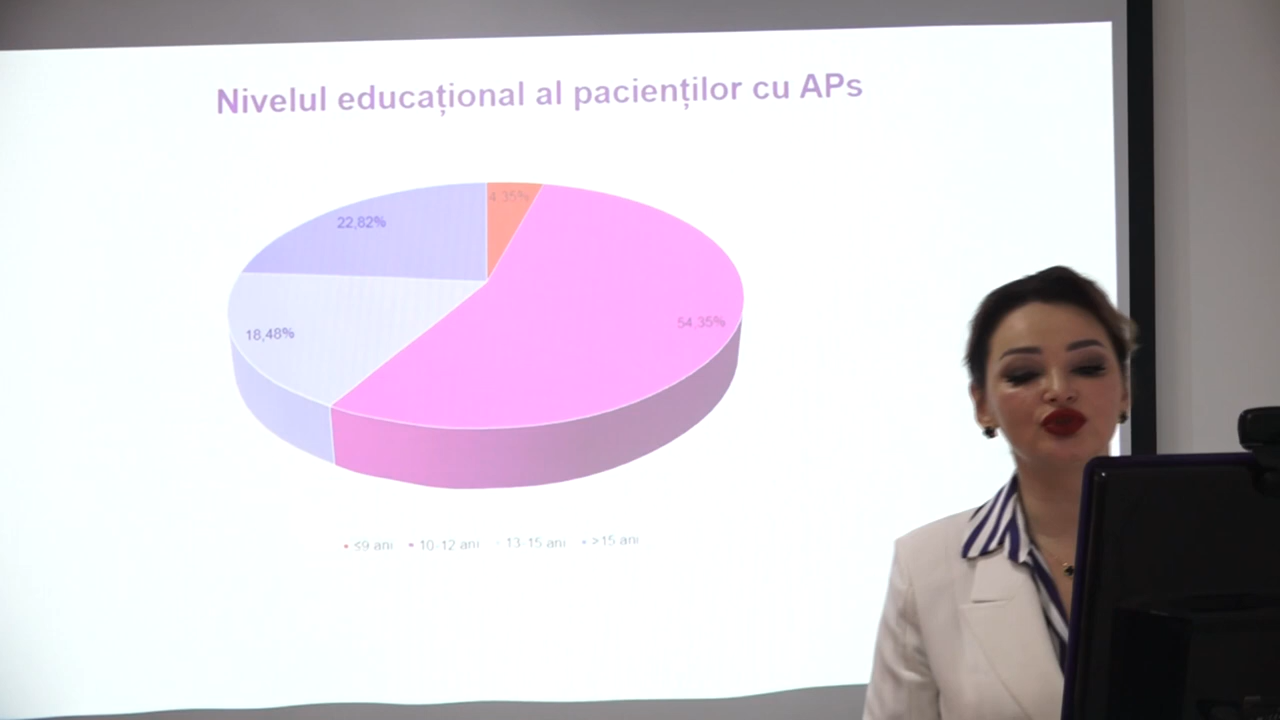 Nivelul educațional al pacienților cu APs
4,35%
22,82%
54,35%
18,48%
≤9 ani 10-12 ani 13-15 ani >15 ani